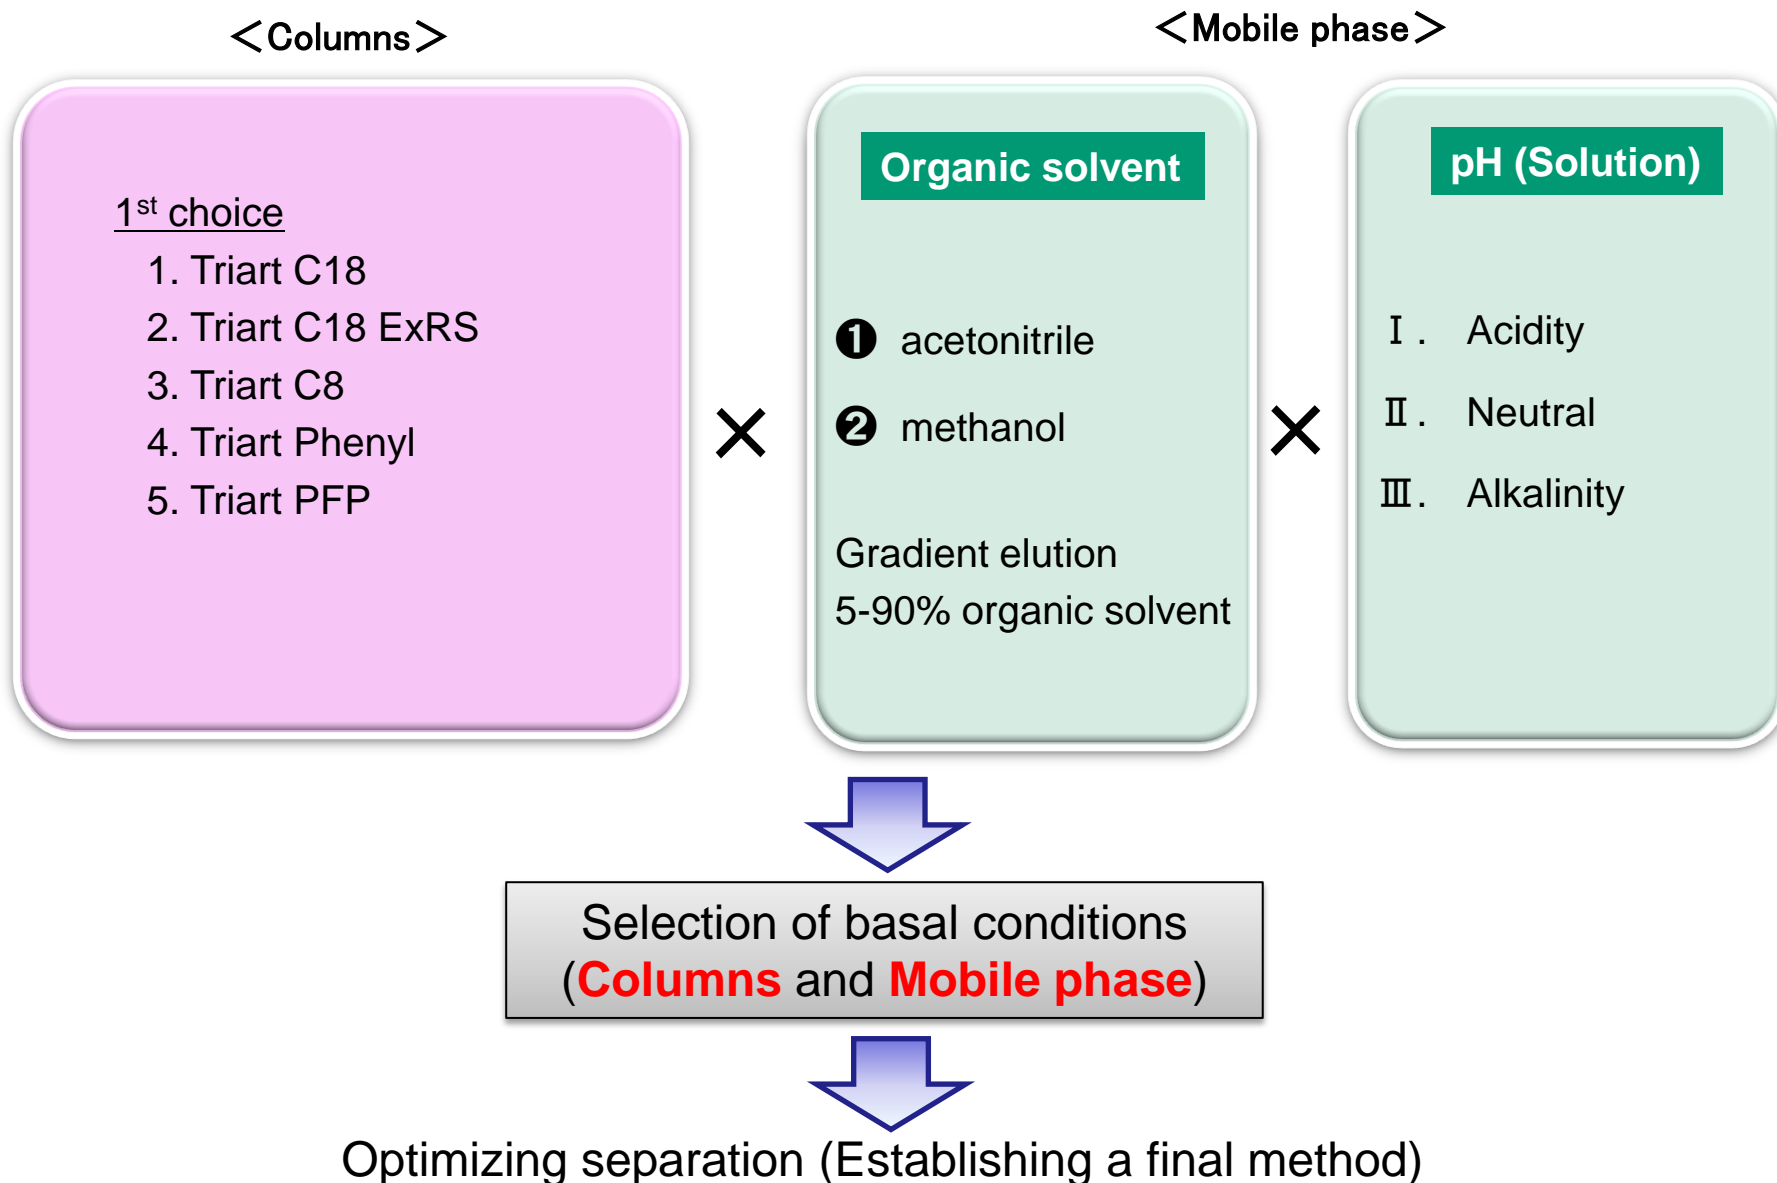 ＜Columns＞
＜Mobile phase＞
1st choice
1. Triart C18
2. Triart C18 ExRS
3. Triart C8
4. Triart Phenyl
5. Triart PFP
×
Organic solvent
❶ acetonitrile
❷ methanol
Gradient elution
5-90% organic solvent
×
pH (Solution)
Ⅰ. Acidity
Ⅱ. Neutral
Ⅲ. Alkalinity
Selection of basal conditions
(Columns and Mobile phase)
Optimizing separation (Establishing a final method)